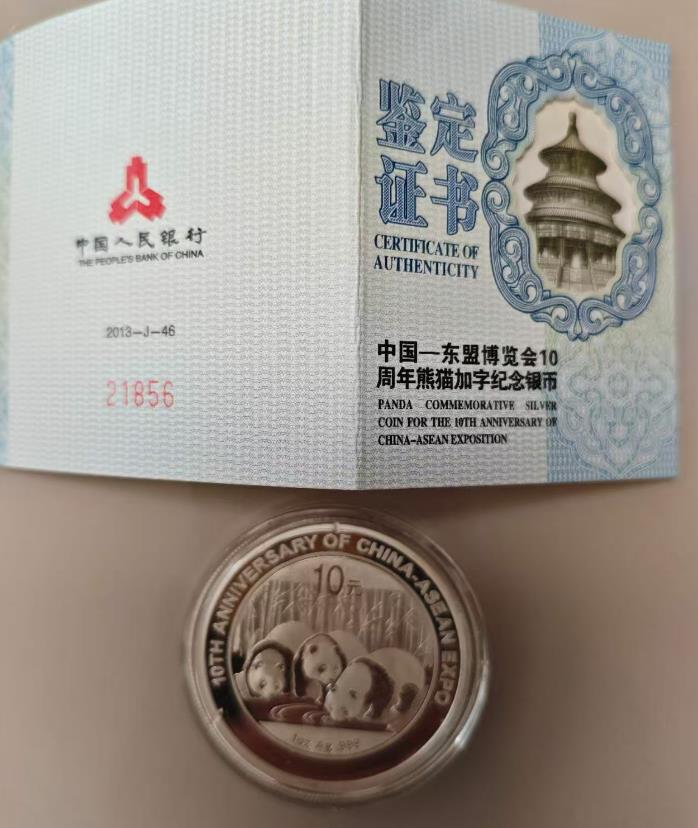 中国人民银行
THE PEOPLE'S BANK OF CHINA
2013-J-46
21856
鉴定
证书
CERTIFICATE OF
AUTHENTICITY
中国—东盟博览会10
周年熊猫加字纪念银币
PANDA COMMEMORATIVE SILVER
COIN FOR THE 10TH ANNIVERSARY OF
CHINA-ASEAN EXPOSITION
10TH ANNIVERSARY OF CHINA-ASEAN EXPO
10元
1oz Ag .999